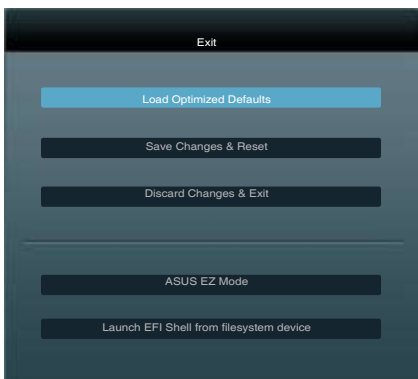 Exit
Load Optimized Defaults
Save Changes & Reset
Discard Changes & Exit
ASUS EZ Mode
Launch EFI Shell from filesystem device